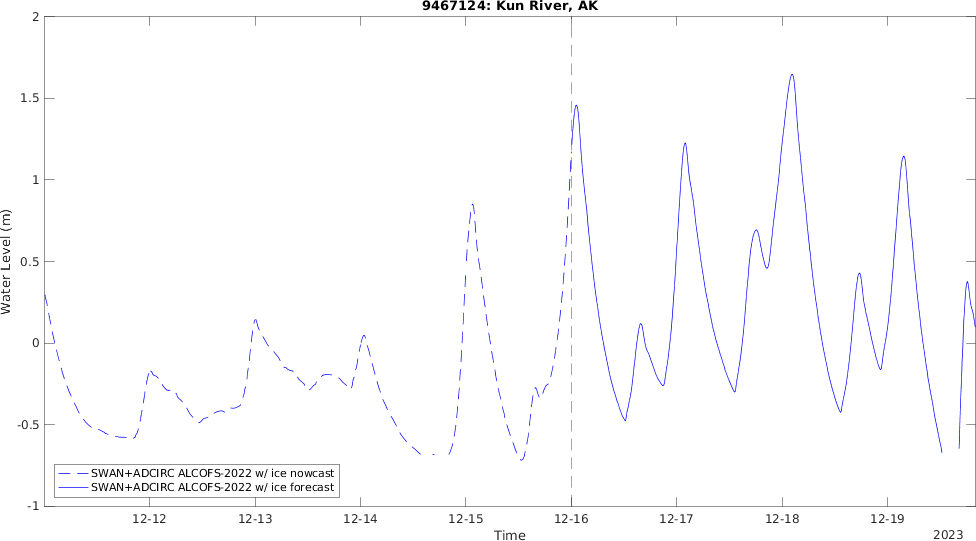 9467124: Kun River, AK
2
1.5
1
0.5
0
-0.5
-1
Water Level (m)
SWAN+ADCIRC ALCOFS-2022 w/ ice nowcast
SWAN+ADCIRC ALCOFS-2022 w/ ice forecast
12-12 12-13 12-14 12-15 12-16 12-17 12-18 12-19
Time
2023